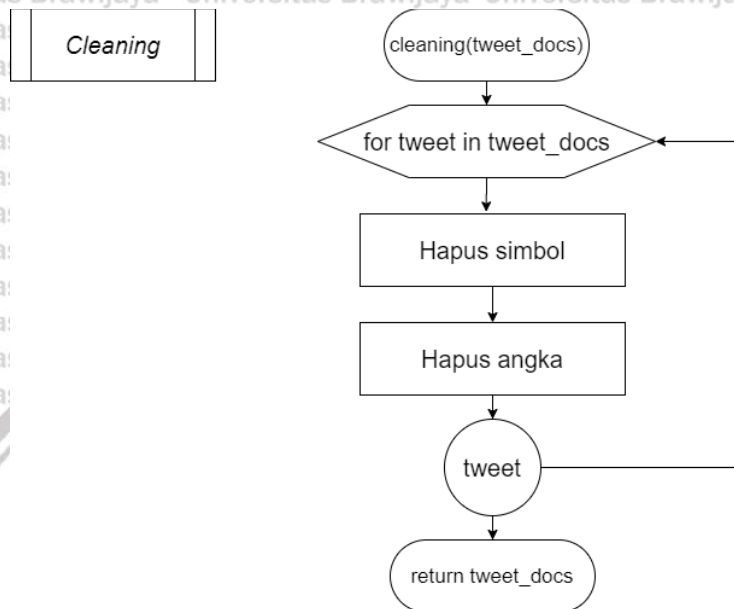 Cleaning
cleaning(tweet_docs)
for tweet in tweet_docs
Hapus simbol
Hapus angka
tweet
return tweet_docs